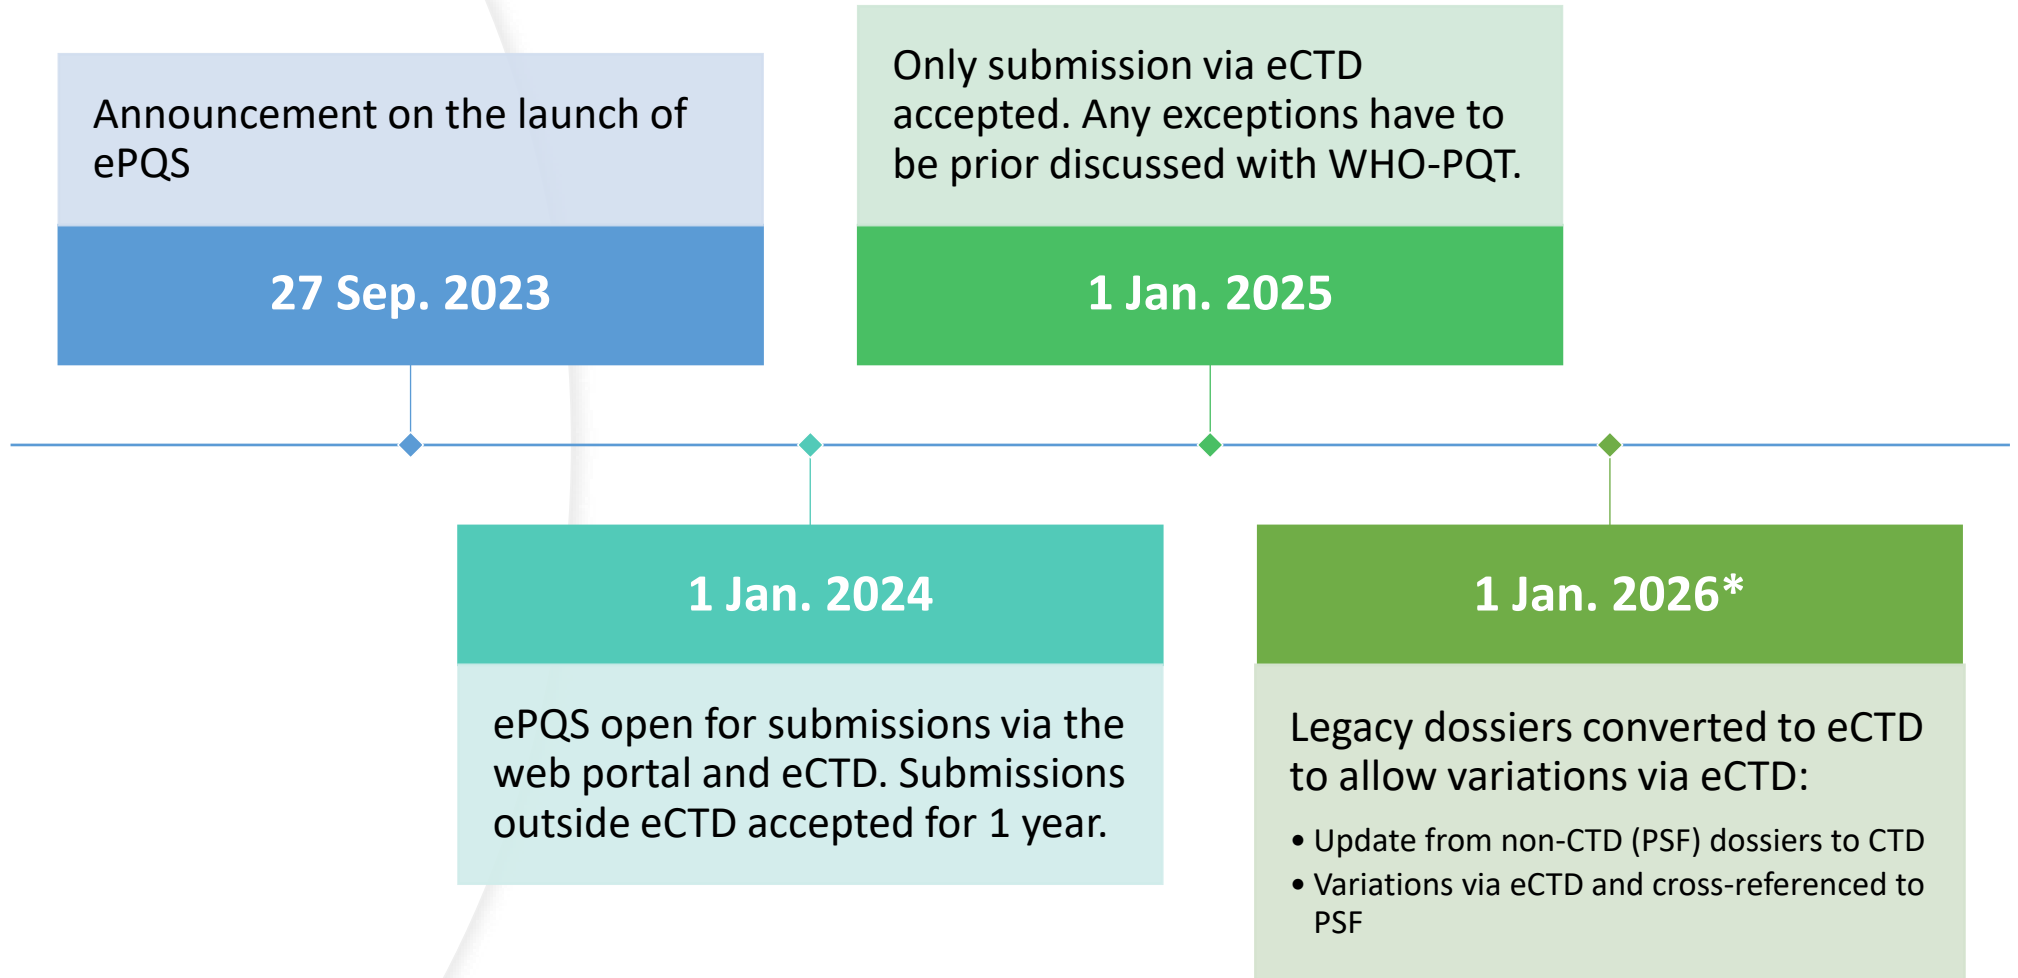 Announcement on the launch of
ePQS
27 Sep. 2023
Only submission via eCTD
accepted. Any exceptions have to
be prior discussed with WHO-PQT.
1 Jan. 2025
1 Jan. 2024
ePQS open for submissions via the
web portal and eCTD. Submissions
outside eCTD accepted for 1 year.
1 Jan. 2026*
Legacy dossiers converted to eCTD
to allow variations via eCTD:
• Update from non-CTD (PSF) dossiers to CTD
• Variations via eCTD and cross-referenced to
PSF